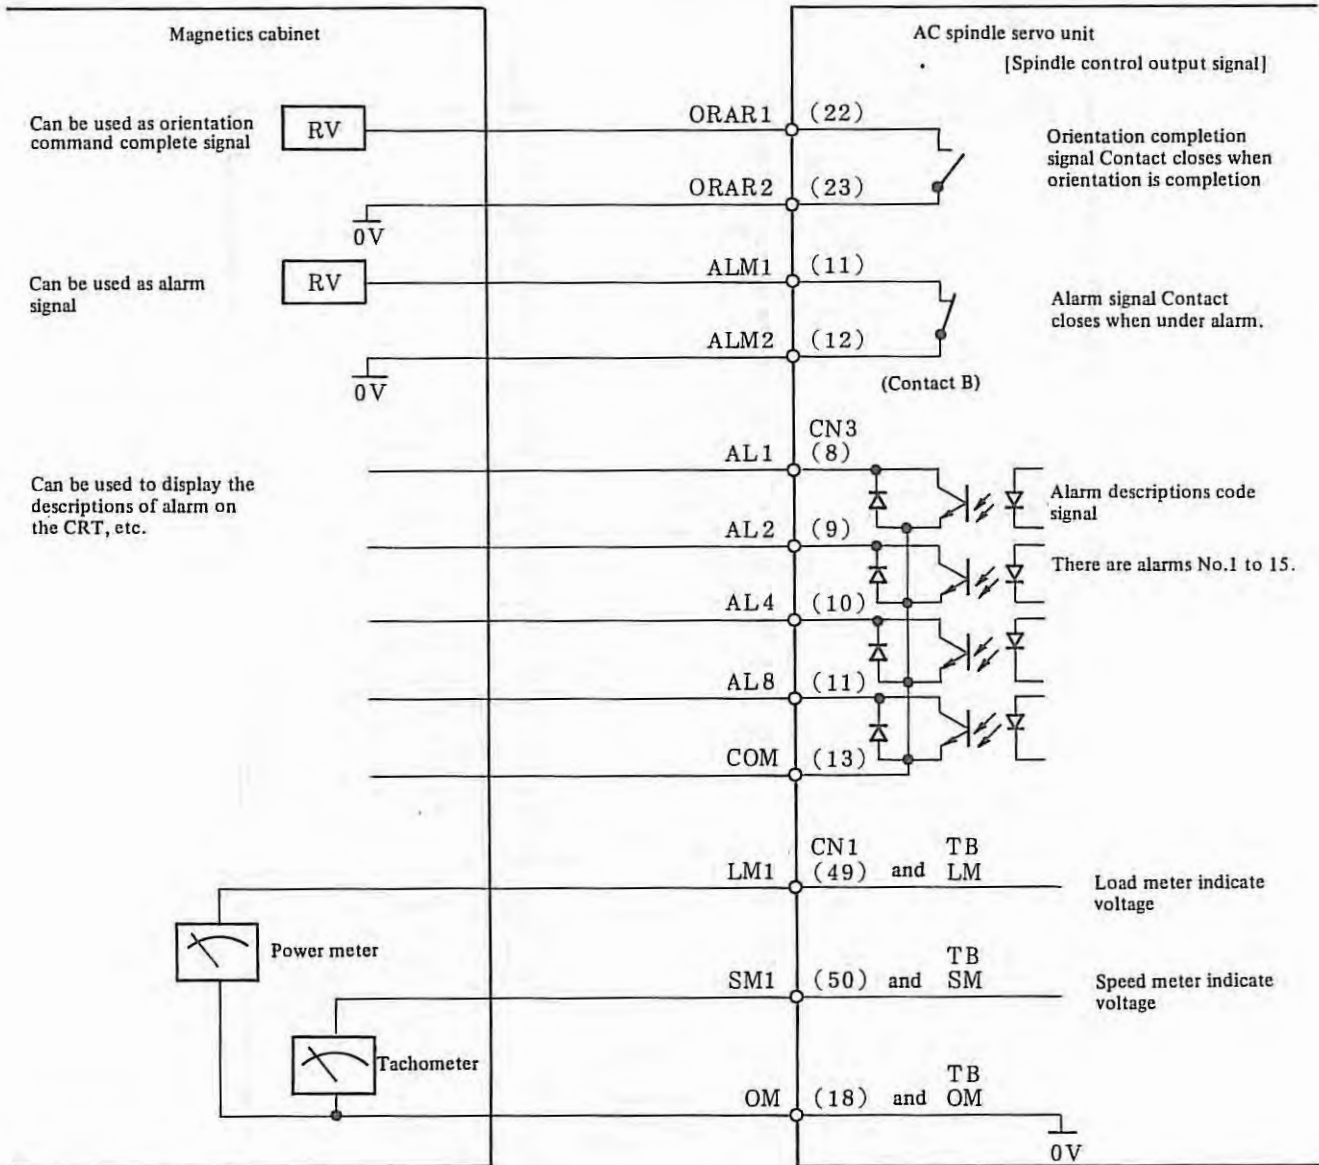 Magnetics cabinet
AC spindle servo unit
[Spindle control output signal]
Can be used as orientation
command complete signal
RV
ORAR1 (22)
Orientation completion
signal Contact closes when
orientation is completion
ORAR2 (23)
0V
Can be used as alarm
signal
RV
ALM1 (11)
Alarm signal Contact
closes when under alarm.
ALM2 (12)
0V
(Contact B)
CN3
AL1 (8)
Can be used to display the
descriptions of alarm on
the CRT, etc.
Alarm descriptions code
signal
AL2 (9)
There are alarms No.1 to 15.
AL4 (10)
AL8 (11)
COM (13)
CN1 TB
LM1 (49) and LM
Load meter indicate
voltage
Power meter
TB
SM1 (50) and SM
Speed meter indicate
voltage
Tachometer
TB
OM (18) and OM
0V